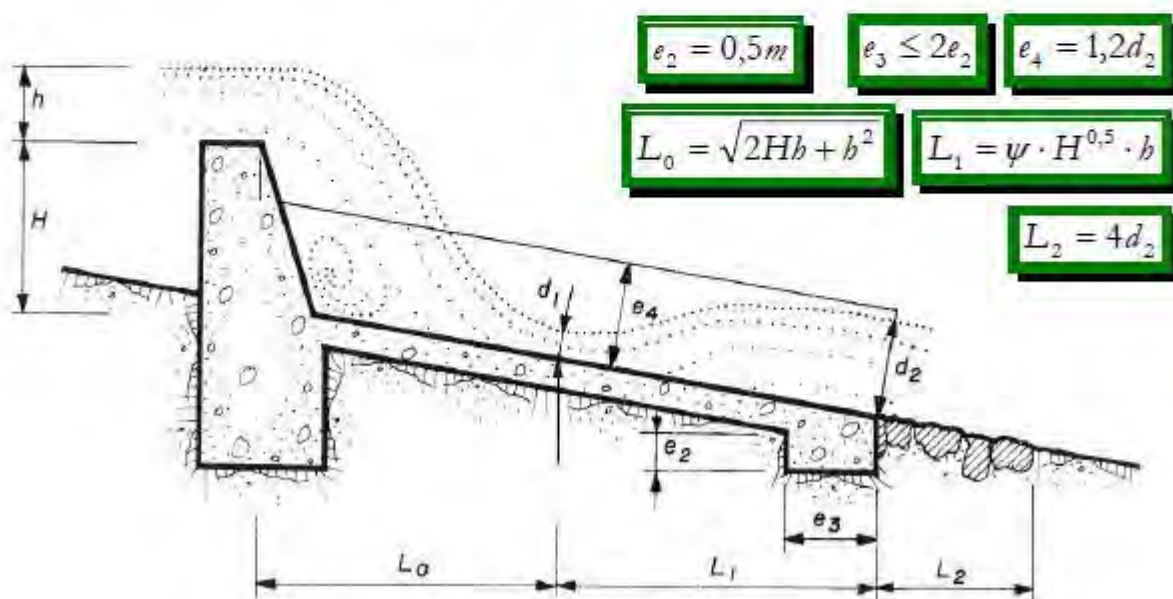 e₂ = 0,5m e₃ ≤ 2e₂ e₄ = 1,2d₂
L₀ = √(2Hh + h²) L₁ = ψ · H^0,5 · h
L₂ = 4d₂
h
H
d₁
e₄
d₂
e₂
e₃
L₀ L₁ L₂